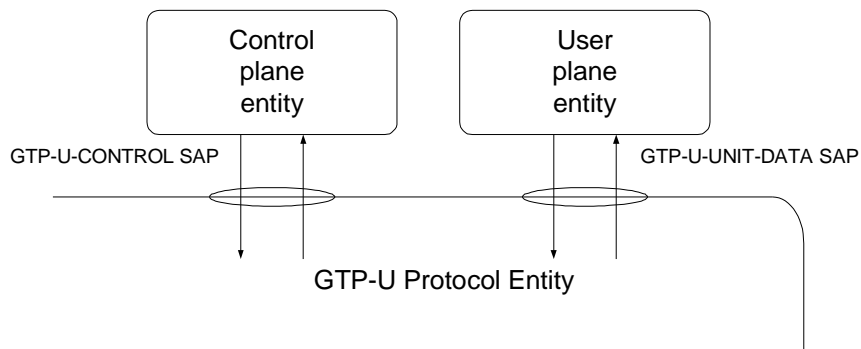 Control
plane
entity
User
plane
entity
GTP-U-CONTROL SAP
GTP-U-UNIT-DATA SAP
GTP-U Protocol Entity